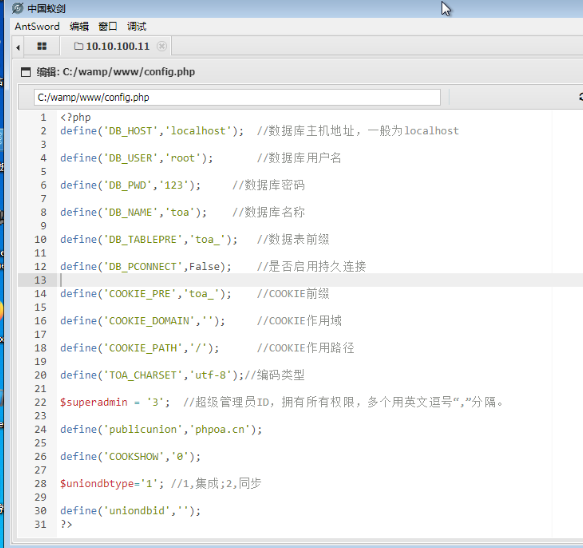 中国蚁剑
AntSword 编辑 窗口 调试
10.10.100.11
编辑: C:/wamp/www/config.php
C:/wamp/www/config.php
1 <?php
2 define('DB_HOST','localhost'); //数据库主机地址，一般为localhost
3
4 define('DB_USER','root'); //数据库用户名
5
6 define('DB_PWD','123'); //数据库密码
7
8 define('DB_NAME','toa'); //数据库名称
9
10 define('DB_TABLEPRE','toa_'); //数据表前缀
11
12 define('DB_PCONNECT',False); //是否启用持久连接
13
14 define('COOKIE_PRE','toa_'); //COOKIE前缀
15
16 define('COOKIE_DOMAIN',''); //COOKIE作用域
17
18 define('COOKIE_PATH','/'); //COOKIE作用路径
19
20 define('TOA_CHARSET','utf-8');//编码类型
21
22 $superadmin = '3'; //超级管理员ID，拥有所有权限，多个用英文逗号“,”分隔。
23
24 define('publicunion','phpoa.cn');
25
26 define('COOKSHOW','0');
27
28 $uniondbtype='1'; //1,集成;2,同步
29
30 define('uniondbid','');
31 ?>